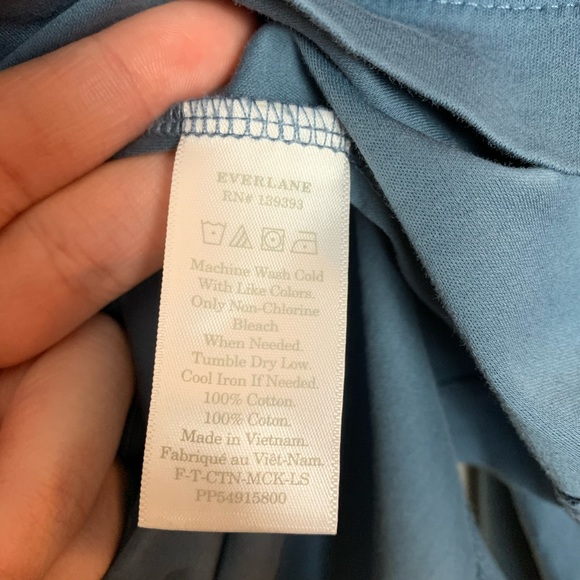 EVERLANE
RN# 139393
Machine Wash Cold
With Like Colors.
Only Non-Chlorine
Bleach
When Needed.
Tumble Dry Low.
Cool Iron If Needed.
100% Cotton.
100% Coton.
Made in Vietnam.
Fabriqué au Viêt-Nam.
F-T-CTN-MCK-LS
PP54915800